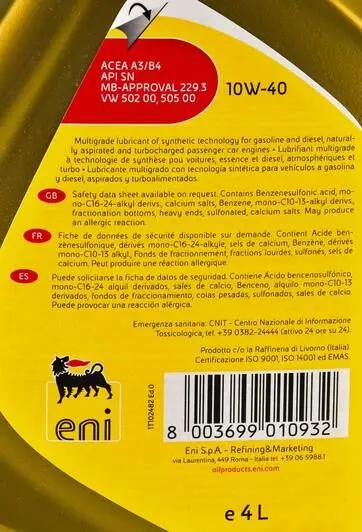 ACEA A3/B4
API SN
MB-APPROVAL 229.3
VW 502 00, 505 00
10W-40
Multigrade lubricant of synthetic technology for gasoline and diesel, natural-
ly aspirated and turbocharged passenger car engines • Lubrifiant multigrade
à technologie de synthèse pou voitures, essence et diesel, atmosphériques et
turbo • Lubricante multigrado con tecnología sintética para vehículos a gasolina
y diesel, aspirados y turboalimentados.
GB
Safety data sheet available on request. Contains Benzenesulfonic acid, mo-
no-C16-24-alkyl derivs, calcium salts, Benzene, mono-C10-13-alkyl derivs,
fractionation bottoms, heavy ends, sulfonated, calcium salts. May produce
an allergic reaction.
FR
Fiche de données de sécurité disponible sur demande. Contient Acide ben-
zènesulfonique, dérivés mono-C16-24-alkyle, sels de calcium, Benzène, dérivés
mono-C10-13 alkyl, Fonds de fractionnement, fractions lourdes, sulfonés, sels de
calcium. Peut produire une réaction allergique.
ES
Puede solicitarse la ficha de datos de seguridad. Contiene Ácido bencenosulfónico,
mono-C16-24 alquil derivados, sales de calcio, Benceno, alquilo mono-C10-13
derivados, fondos de fraccionamiento, colas pesadas, sulfonados, sales de calcio.
Puede provocar una reacción alérgica.
Emergenza sanitaria: CNIT - Centro Nazionale di Informazione
Tossicologica, tel. +39 0382-24444 (attivo 24 ore su 24).
Prodotto c/o la Raffineria di Livorno (Italia).
Certificazione ISO 9001, ISO 14001 ed EMAS.
1T102482 Ed.0
eni
8 003699 010932
Eni S.p.A. - Refining&Marketing
via Laurentina, 449 Roma - Italia tel. +39 06 5988.1
oilproducts.eni.com
e 4 L